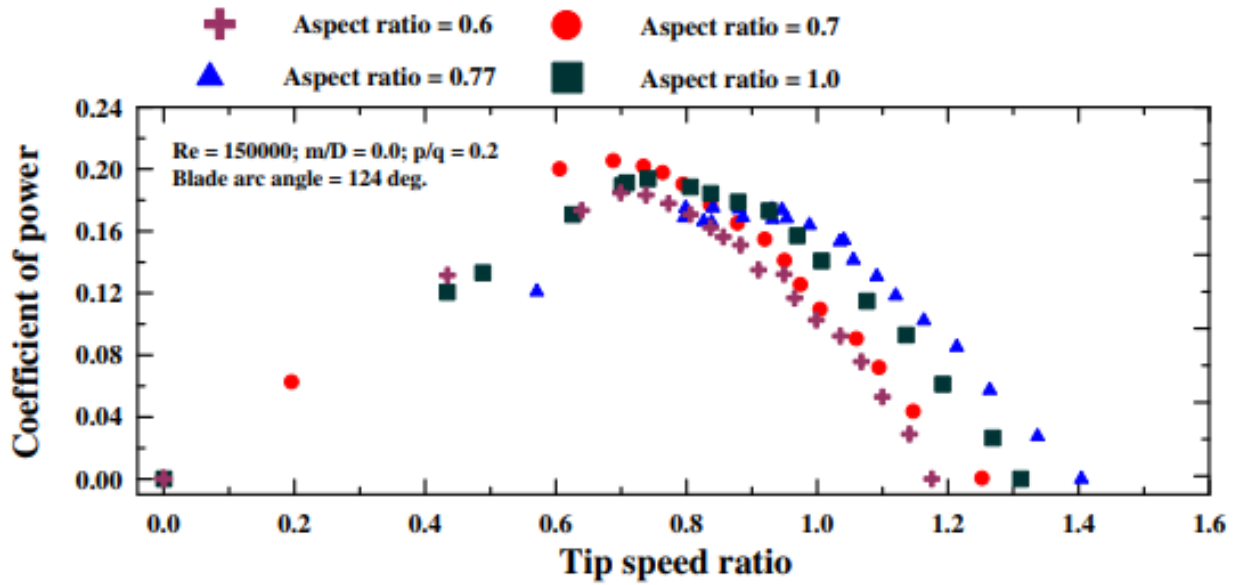 Aspect ratio = 0.6
Aspect ratio = 0.7
Aspect ratio = 0.77
Aspect ratio = 1.0
Re = 150000; m/D = 0.0; p/q = 0.2
Blade arc angle = 124 deg.
Coefficient of power
0.24
0.20
0.16
0.12
0.08
0.04
0.00
0.0 0.2 0.4 0.6 0.8 1.0 1.2 1.4 1.6
Tip speed ratio